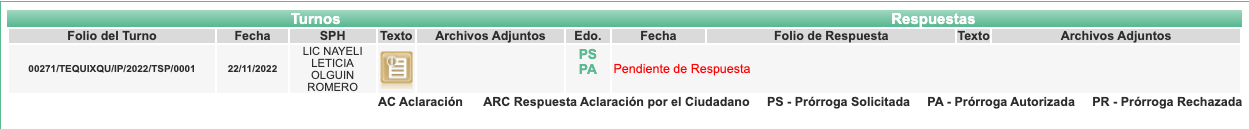 Turnos Respuestas
Folio del Turno Fecha SPH Texto Archivos Adjuntos Edo. Fecha Folio de Respuesta Texto Archivos Adjuntos
00271/TEQUIXQU/IP/2022/TSP/0001 22/11/2022 LIC NAYELI LETICIA OLGUIN ROMERO PS PA Pendiente de Respuesta
AC Aclaración ARC Respuesta Aclaración por el Ciudadano PS - Prórroga Solicitada PA - Prórroga Autorizada PR - Prórroga Rechazada